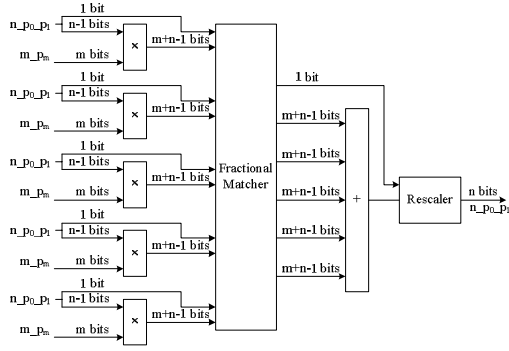 1 bit
n_p₀_p₁ n-1 bits
m+n-1 bits
×
m_pₘ m bits
1 bit
n_p₀_p₁ n-1 bits
m+n-1 bits
×
m_pₘ m bits
1 bit
n_p₀_p₁ n-1 bits
m+n-1 bits
×
m_pₘ m bits
1 bit
n_p₀_p₁ n-1 bits
m+n-1 bits
×
m_pₘ m bits
1 bit
n_p₀_p₁ n-1 bits
m+n-1 bits
×
m_pₘ m bits
Fractional
Matcher
1 bit
m+n-1 bits
m+n-1 bits
m+n-1 bits
m+n-1 bits
m+n-1 bits
+
Rescaler
n bits
n_p₀_p₁